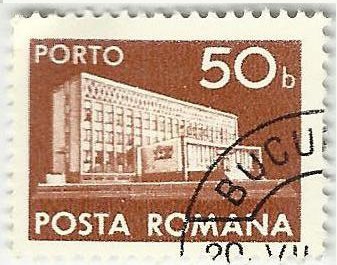 PORTO 50b
POSTA ROMANA
BUCU
20. VII